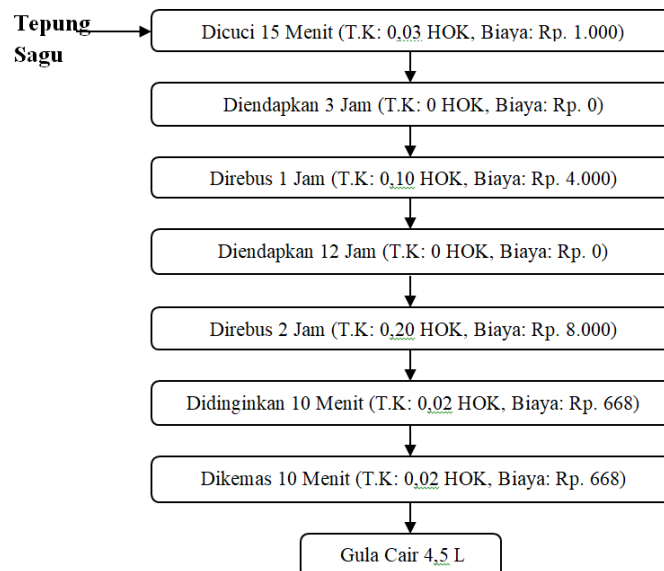 Tepung
Sagu
Dicuci 15 Menit (T.K: 0,03 HOK, Biaya: Rp. 1.000)
Diendapkan 3 Jam (T.K: 0 HOK, Biaya: Rp. 0)
Direbus 1 Jam (T.K: 0,10 HOK, Biaya: Rp. 4.000)
Diendapkan 12 Jam (T.K: 0 HOK, Biaya: Rp. 0)
Direbus 2 Jam (T.K: 0,20 HOK, Biaya: Rp. 8.000)
Didinginkan 10 Menit (T.K: 0,02 HOK, Biaya: Rp. 668)
Dikemas 10 Menit (T.K: 0,02 HOK, Biaya: Rp. 668)
Gula Cair 4,5 L